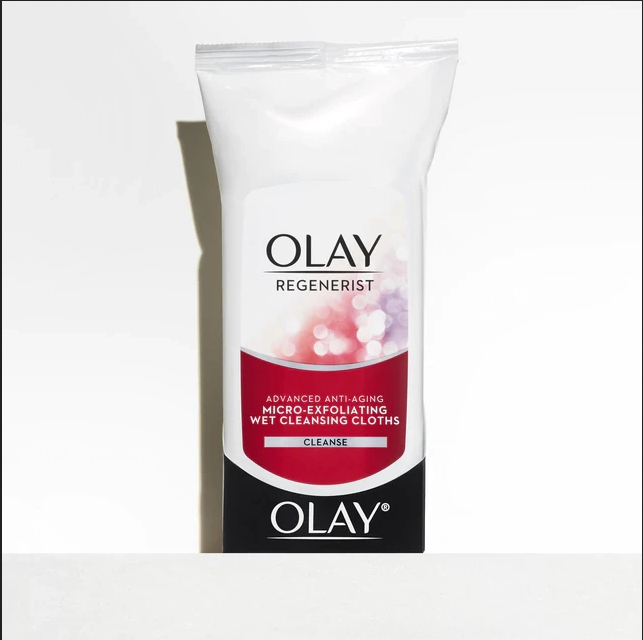 OLAY
REGENERIST
ADVANCED ANTI-AGING
MICRO-EXFOLIATING
WET CLEANSING CLOTHS
CLEANSE
OLAY®